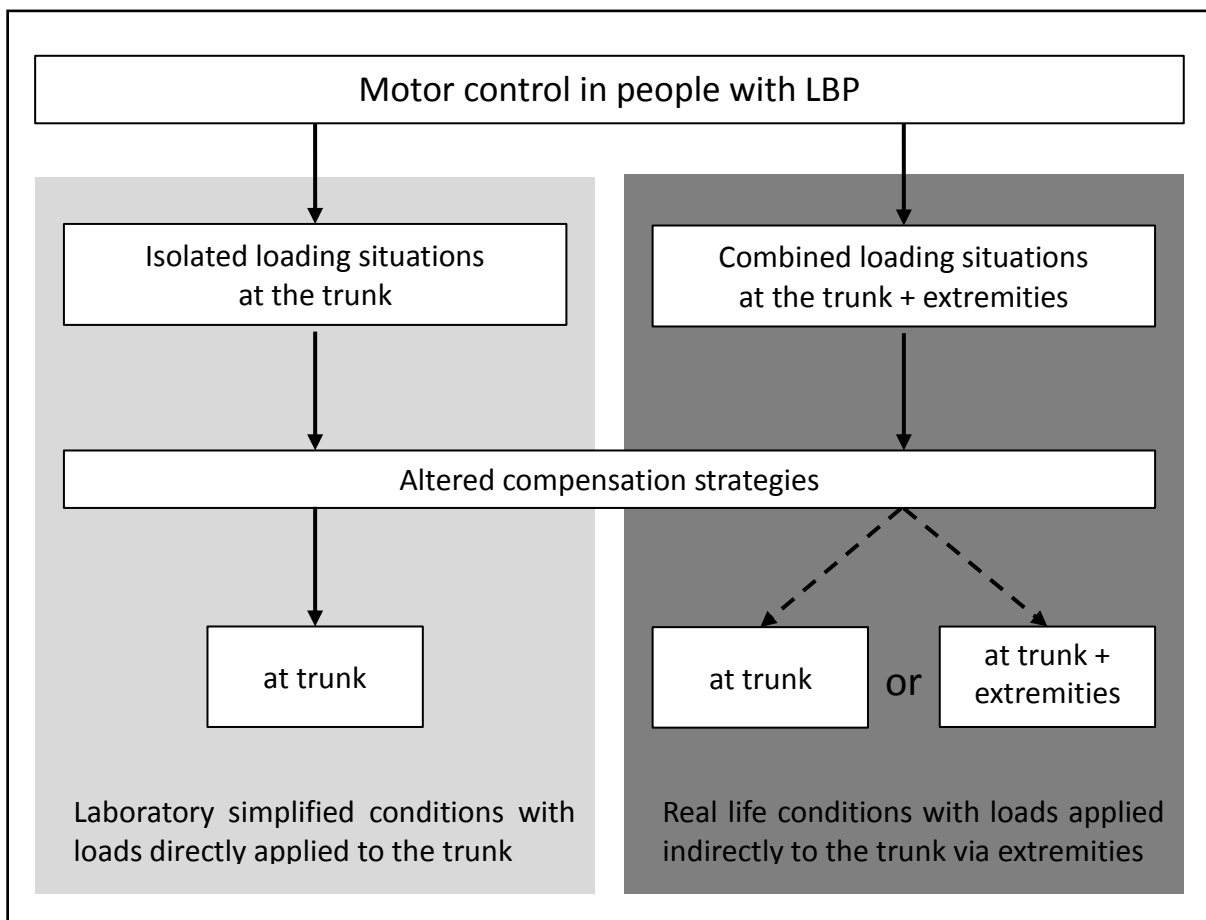 Motor control in people with LBP
Isolated loading situations
at the trunk
Combined loading situations
at the trunk + extremities
Altered compensation strategies
at trunk
at trunk
or
at trunk +
extremities
Laboratory simplified conditions with
loads directly applied to the trunk
Real life conditions with loads applied
indirectly to the trunk via extremities